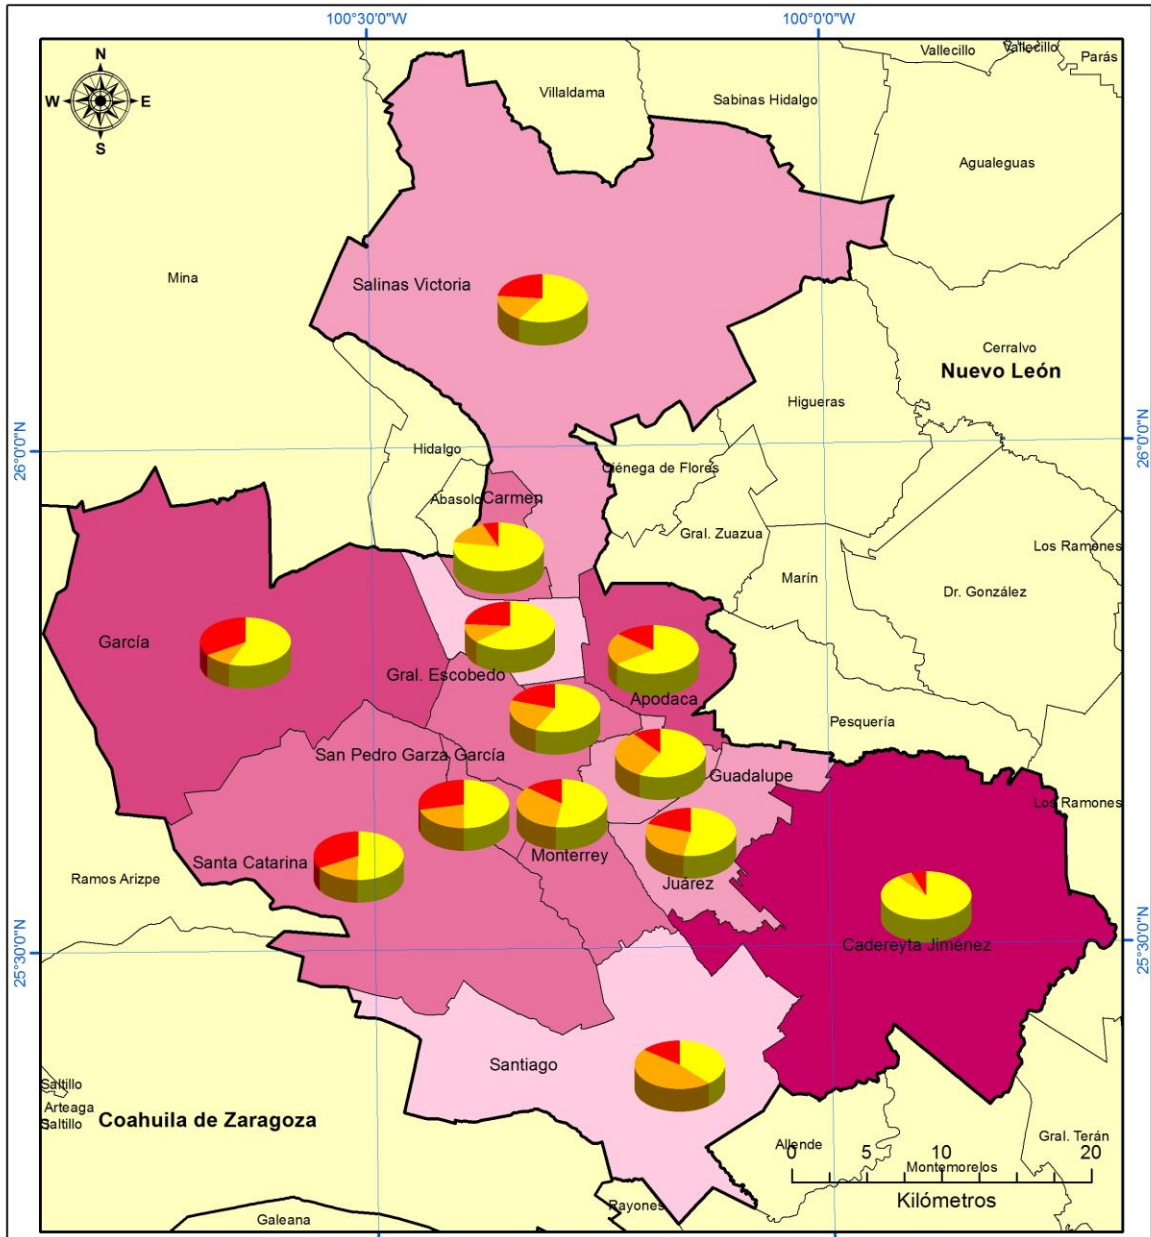 100°30'0"W
100°0'0"W
N
W
E
S
Vallecillo
Vallecillo
Parás
Villaldama
Sabinas Hidalgo
Agualeguas
Mina
Salinas Victoria
Cerralvo
Nuevo León
Higueras
26°0'0"N
26°0'0"N
Hidalgo
Ciénega de Flores
Abasolo
Carmen
Gral. Zuazua
Los Ramones
Marín
Dr. González
García
Gral. Escobedo
Apodaca
Pesquería
San Pedro Garza García
Guadalupe
Los Ramones
Santa Catarina
Monterrey
Ramos Arizpe
Juárez
Cadereyta Jiménez
25°30'0"N
25°30'0"N
Santiago
Saltillo
Arteaga
Saltillo
Coahuila de Zaragoza
Allende
Gral. Terán
0
5
10
20
Montemorelos
Kilómetros
Rayones
Galeana